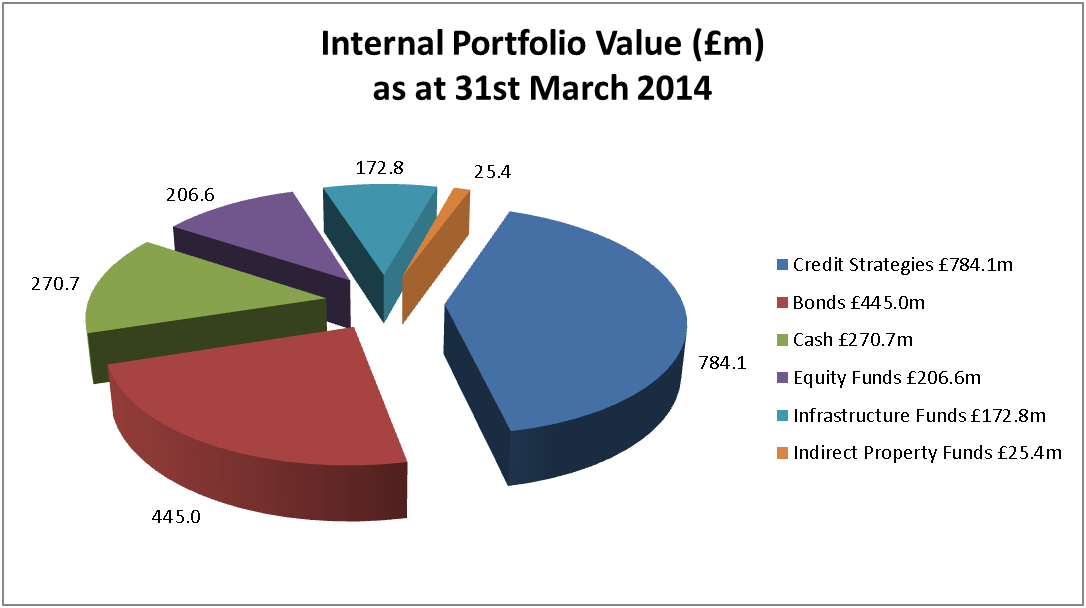 Internal Portfolio Value (£m)
as at 31st March 2014
172.8
25.4
206.6
270.7
784.1
445.0
Credit Strategies £784.1m
Bonds £445.0m
Cash £270.7m
Equity Funds £206.6m
Infrastructure Funds £172.8m
Indirect Property Funds £25.4m